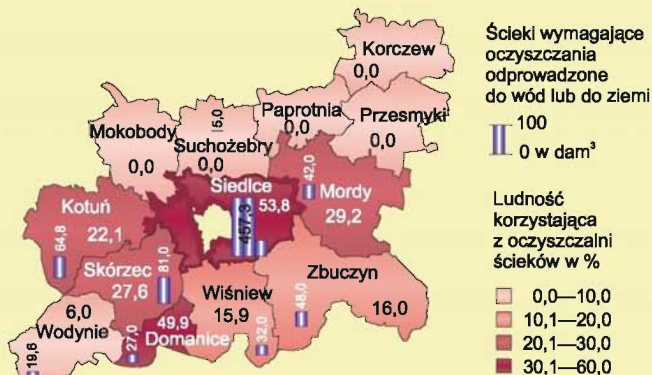 Korczew
0,0
Paprotnia
0,0
Przesmyki
0,0
Mokobody
0,0
5,0
Suchożebry
0,0
Siedlce
53,8
457,3
42,0
Mordy
29,2
Kotuń
22,1
64,8
Skórzec
27,6
81,0
Wiśniew
15,9
32,0
Zbuczyn
16,0
48,0
6,0
Wodynie
19,6
49,9
Domanice
27,0
Ścieki wymagające
oczyszczania
odprowadzone
do wód lub do ziemi
100
0 w dam³
Ludność
korzystająca
z oczyszczalni
ścieków w %
0,0—10,0
10,1—20,0
20,1—30,0
30,1—60,0